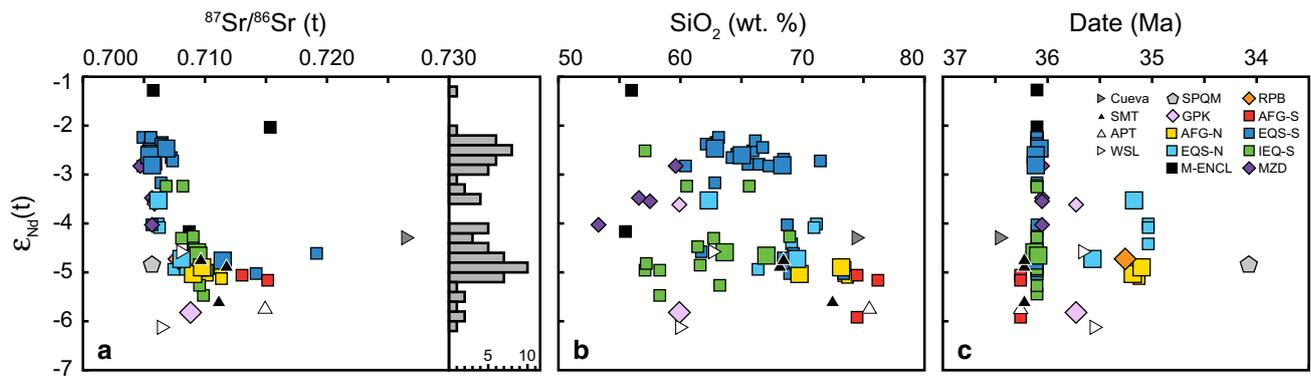 87Sr/86Sr (t)
SiO2 (wt. %)
Date (Ma)
0.700 0.710 0.720 0.730
50 60 70 80
37 36 35 34
εNd(t)
-1
-2
-3
-4
-5
-6
-7
5 10
a
b
c
Cueva SPQM RPB
SMT GPK AFG-S
APT AFG-N EQS-S
WSL EQS-N IEQ-S
M-ENCL MZD